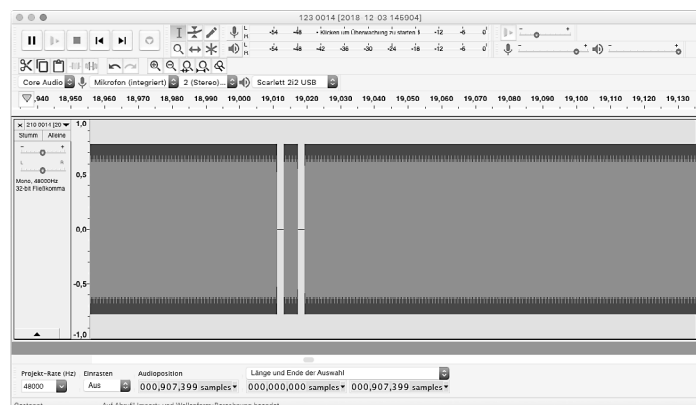 123 0014 [2018-12-03 145904]
L -54 -48 - Klicken um Überwachung zu starten -12 -6 0
R
L -54 -48 -42 -36 -30 -24 -18 -12 -6 0
Core Audio Mikrofon (integriert) 2 (Stereo)... Scarlett 2i2 USB
,940 18,950 18,960 18,970 18,980 18,990 19,000 19,010 19,020 19,030 19,040 19,050 19,060 19,070 19,080 19,090 19,100 19,110 19,120 19,130
210 0014 [20 1,0
Stumm Alleine
Mono, 48000Hz
32-bit Fließkomma
0,5
0,0
-0,5
-1,0
Projekt-Rate (Hz) Einrasten Audioposition Länge und Ende der Auswahl
48000 Aus 000,907,399 samples 000,000,000 samples 000,907,399 samples